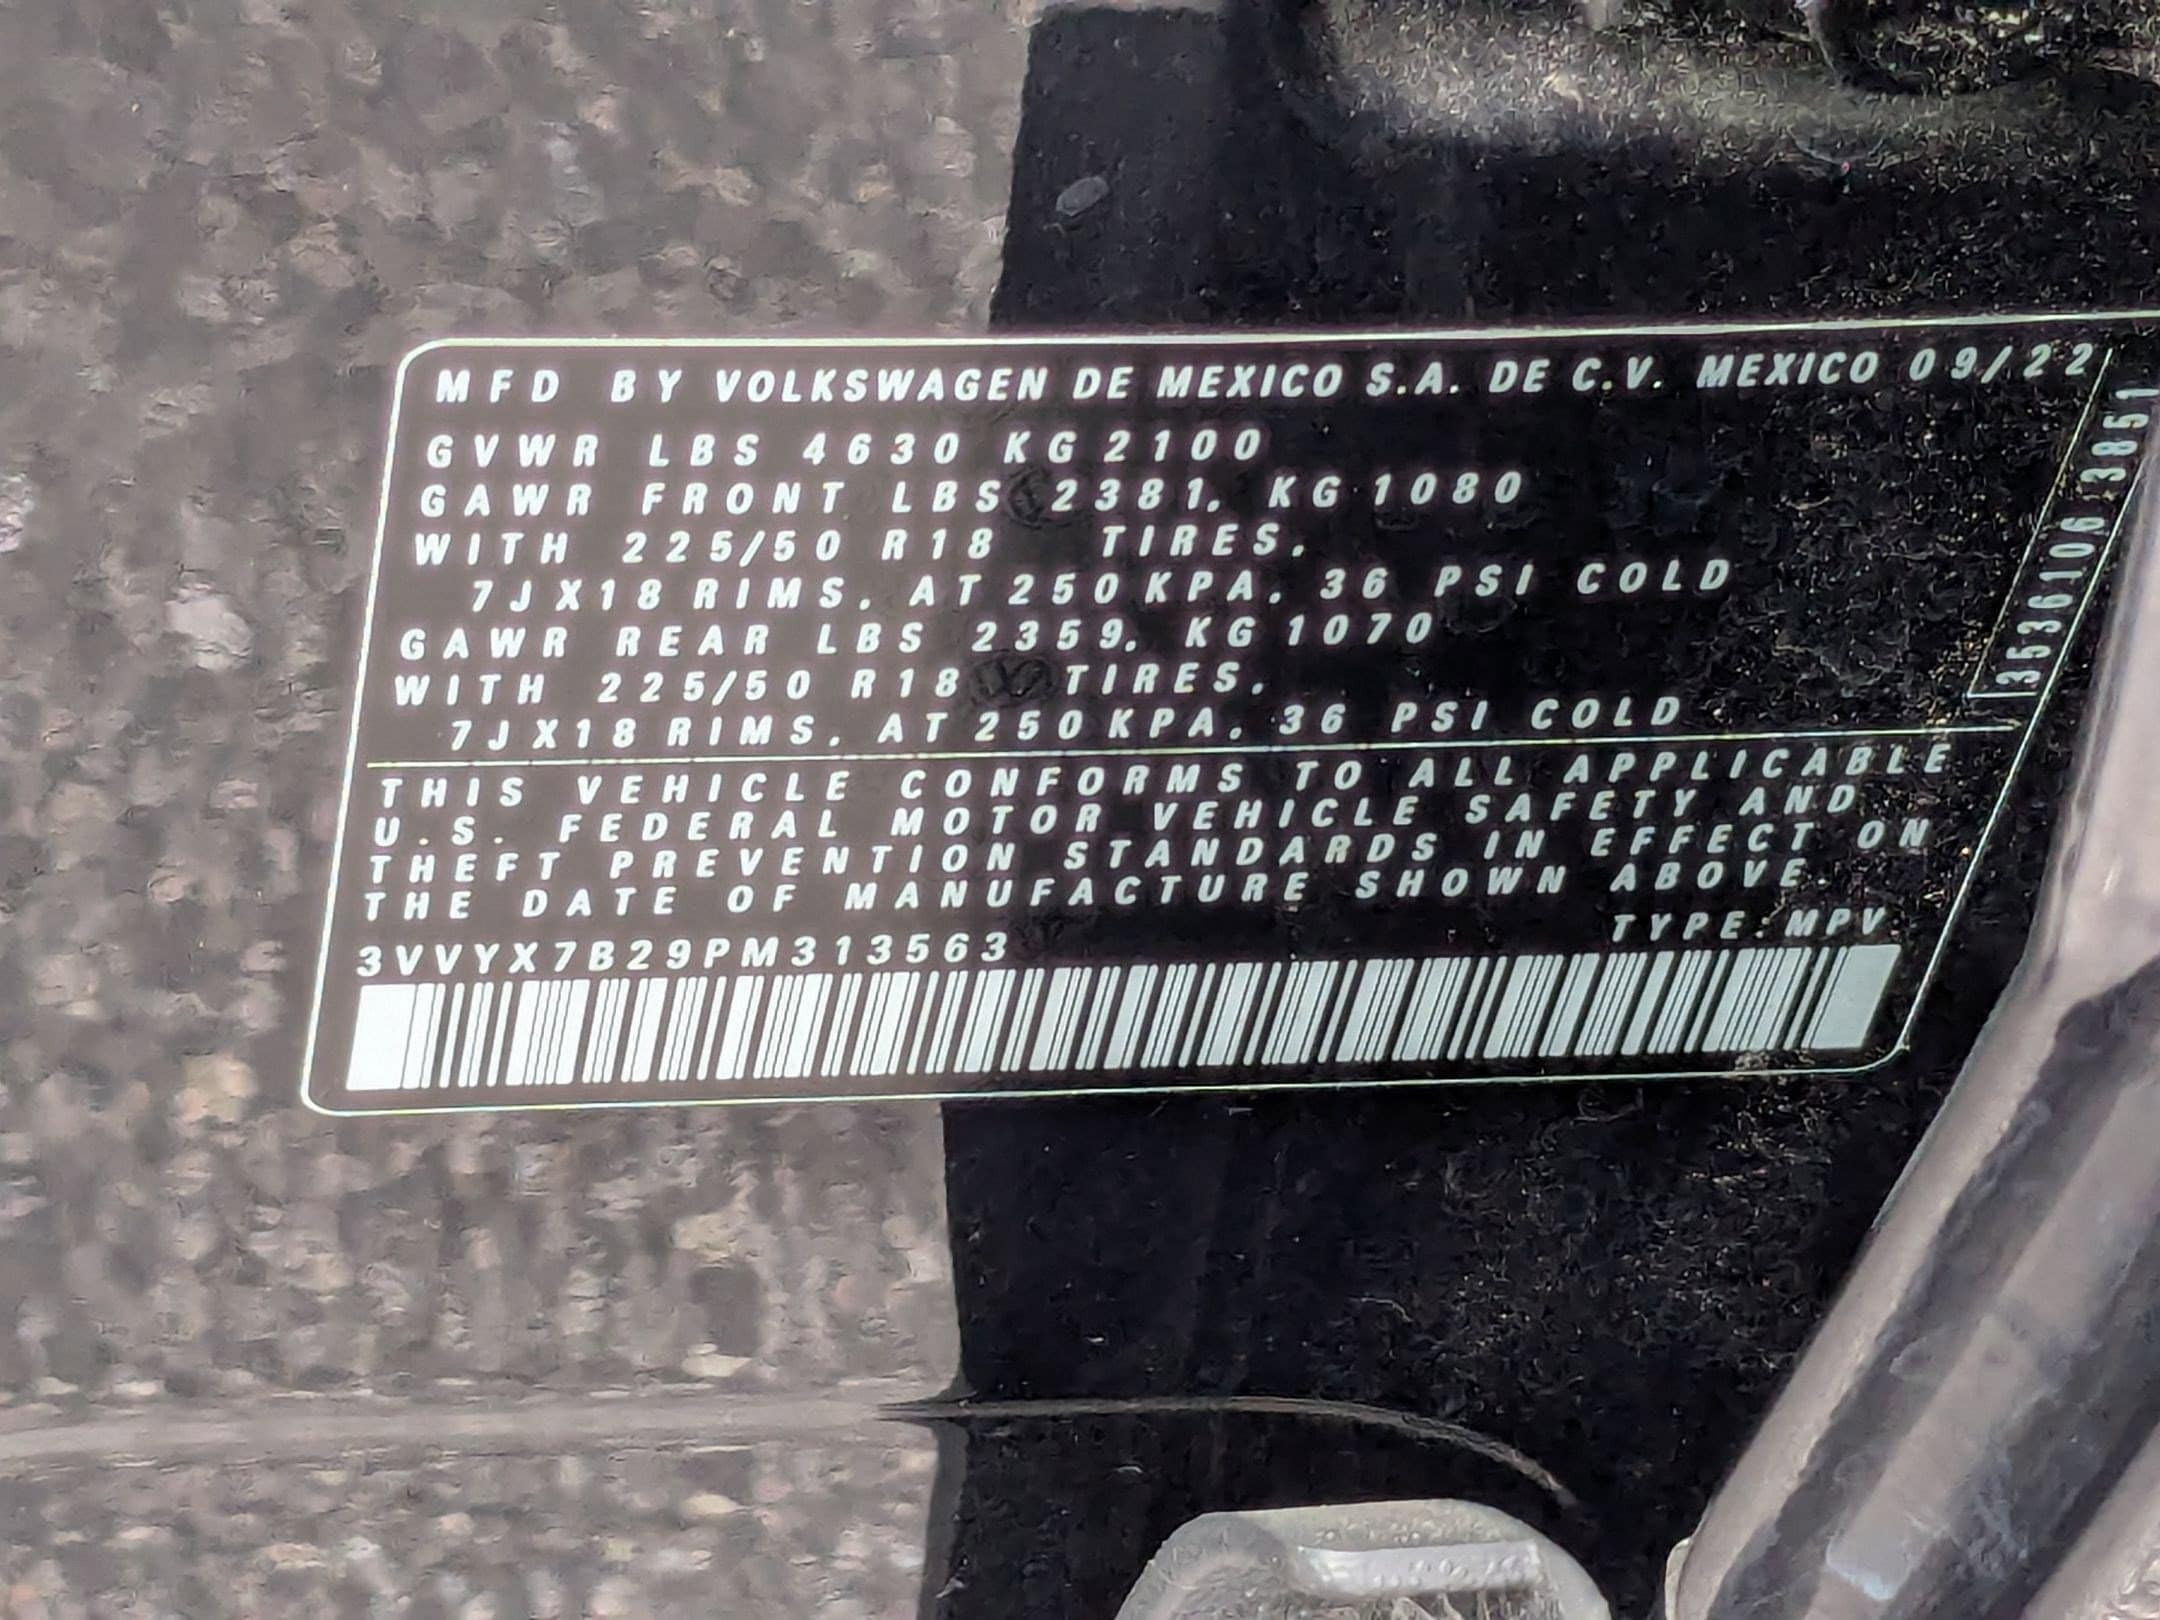 MFD BY VOLKSWAGEN DE MEXICO S.A. DE C.V. MEXICO 09/22
GVWR LBS 4630 KG 2100
GAWR FRONT LBS 2381, KG 1080
WITH 225/50 R18 TIRES,
7JX18 RIMS, AT 250 KPA, 36 PSI COLD
GAWR REAR LBS 2359, KG 1070
WITH 225/50 R18 TIRES,
7JX18 RIMS, AT 250 KPA, 36 PSI COLD
THIS VEHICLE CONFORMS TO ALL APPLICABLE
U.S. FEDERAL MOTOR VEHICLE SAFETY AND
THEFT PREVENTION STANDARDS IN EFFECT ON
THE DATE OF MANUFACTURE SHOWN ABOVE.
3VVYX7B29PM313563 TYPE: MPV
3536106 3851